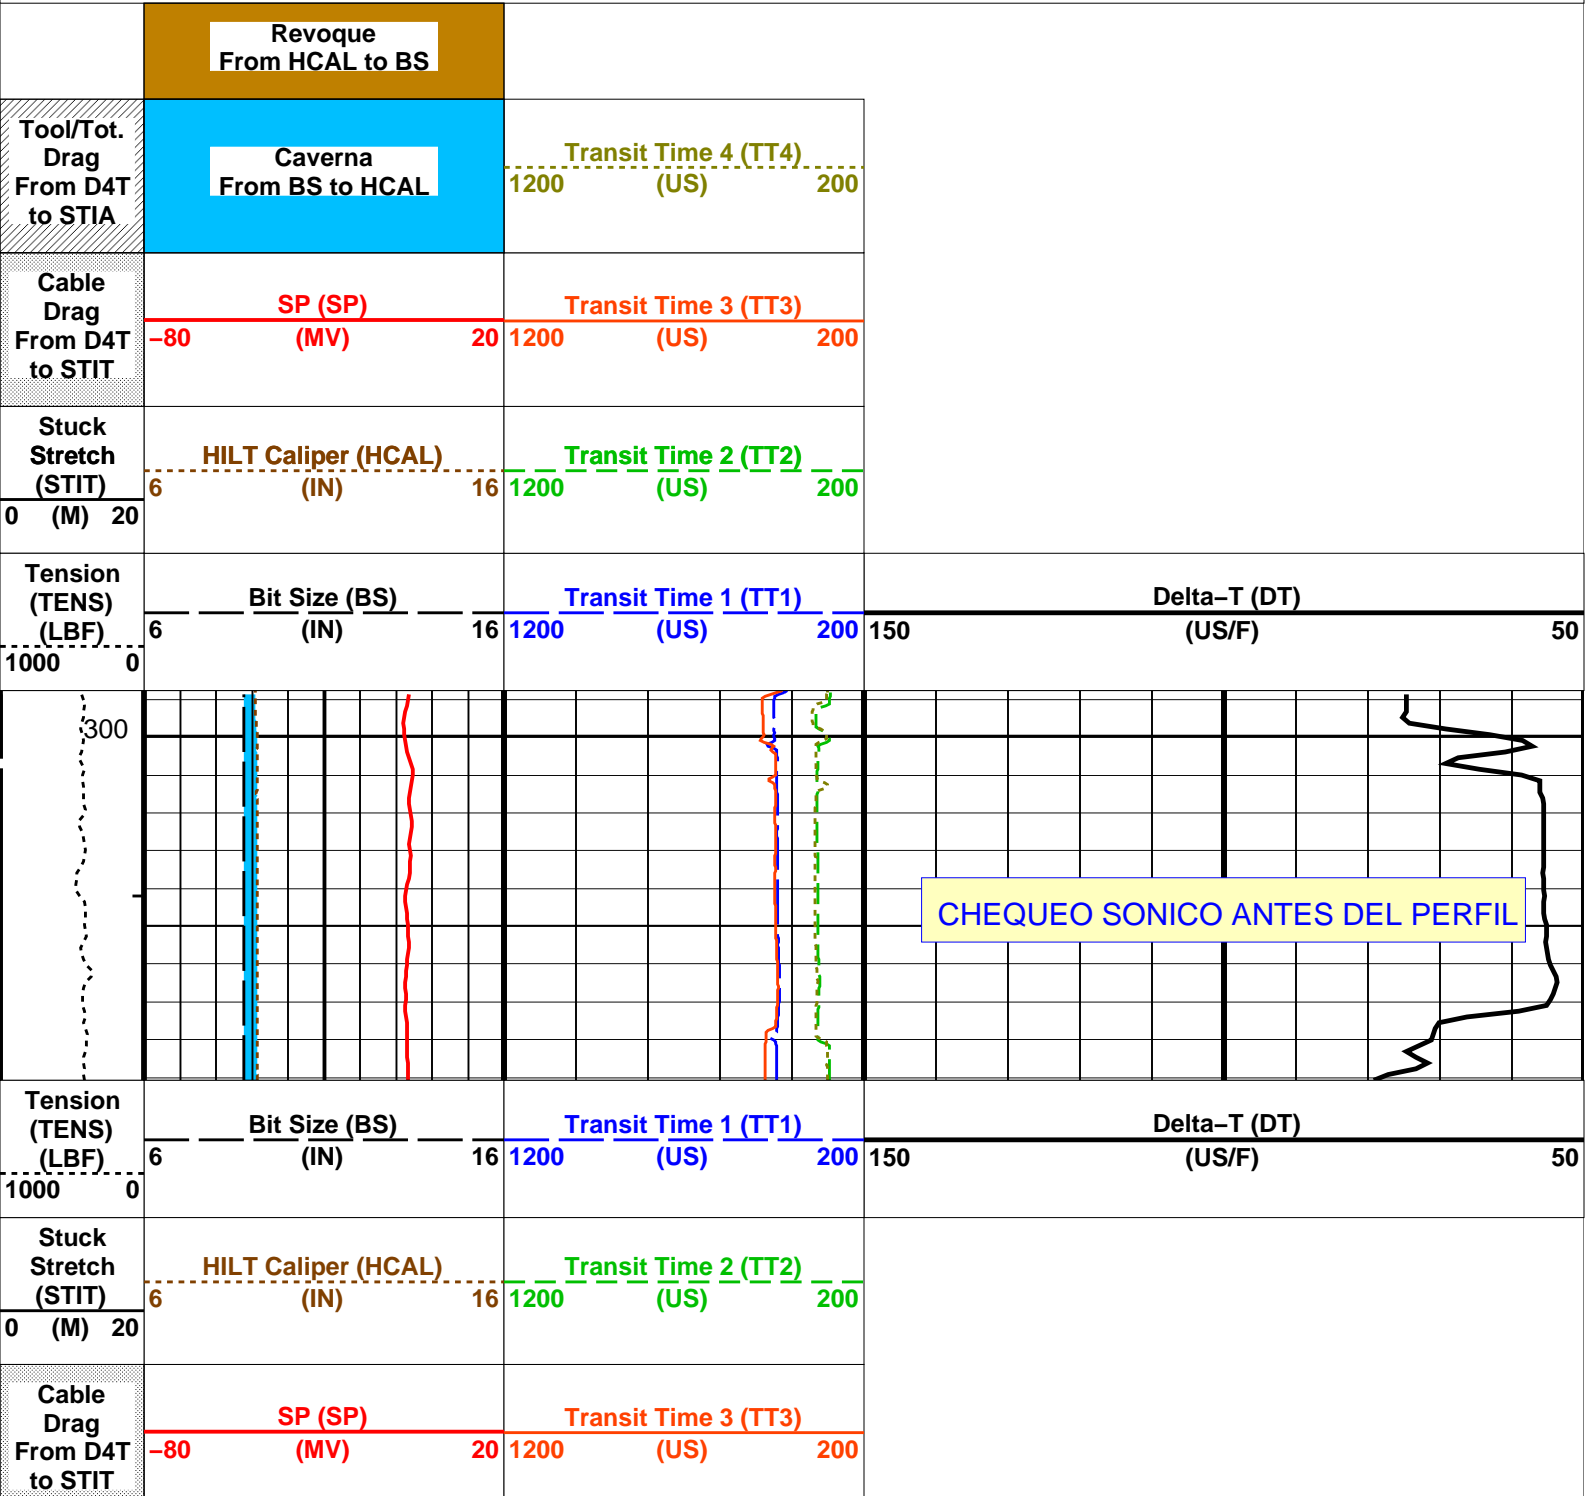 Revoque
From HCAL to BS
Tool/Tot.
Drag
From D4T
to STIA
Caverna
From BS to HCAL
Transit Time 4 (TT4)
1200 (US) 200
Cable
Drag
From D4T
to STIT
SP (SP)
−80 (MV) 20
Transit Time 3 (TT3)
1200 (US) 200
Stuck
Stretch
(STIT)
0 (M) 20
HILT Caliper (HCAL)
6 (IN) 16
Transit Time 2 (TT2)
1200 (US) 200
Tension
(TENS)
(LBF)
1000 0
Bit Size (BS)
6 (IN) 16
Transit Time 1 (TT1)
1200 (US) 200
Delta−T (DT)
150 (US/F) 50
300
CHEQUEO SONICO ANTES DEL PERFIL
Tension
(TENS)
(LBF)
1000 0
Bit Size (BS)
6 (IN) 16
Transit Time 1 (TT1)
1200 (US) 200
Delta−T (DT)
150 (US/F) 50
Stuck
Stretch
(STIT)
0 (M) 20
HILT Caliper (HCAL)
6 (IN) 16
Transit Time 2 (TT2)
1200 (US) 200
Cable
Drag
From D4T
to STIT
SP (SP)
−80 (MV) 20
Transit Time 3 (TT3)
1200 (US) 200